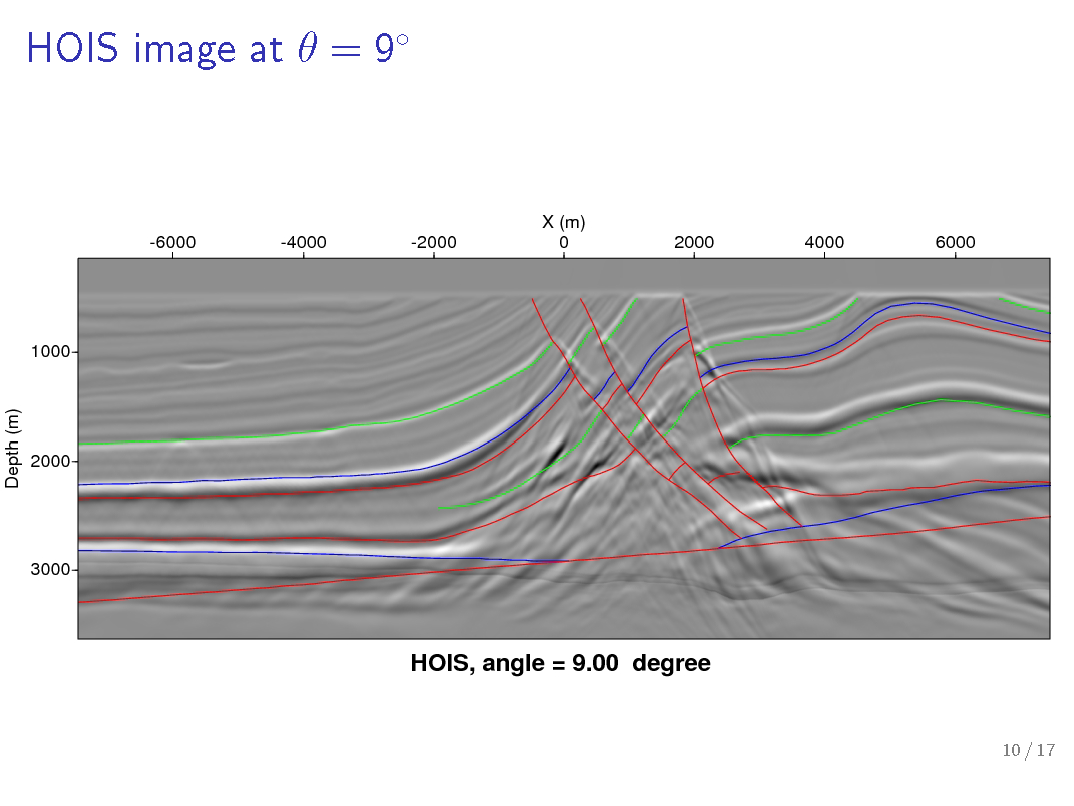 HOIS image at θ = 9°
X (m)
-6000 -4000 -2000 0 2000 4000 6000
Depth (m)
1000
2000
3000
HOIS, angle = 9.00 degree
10 / 17